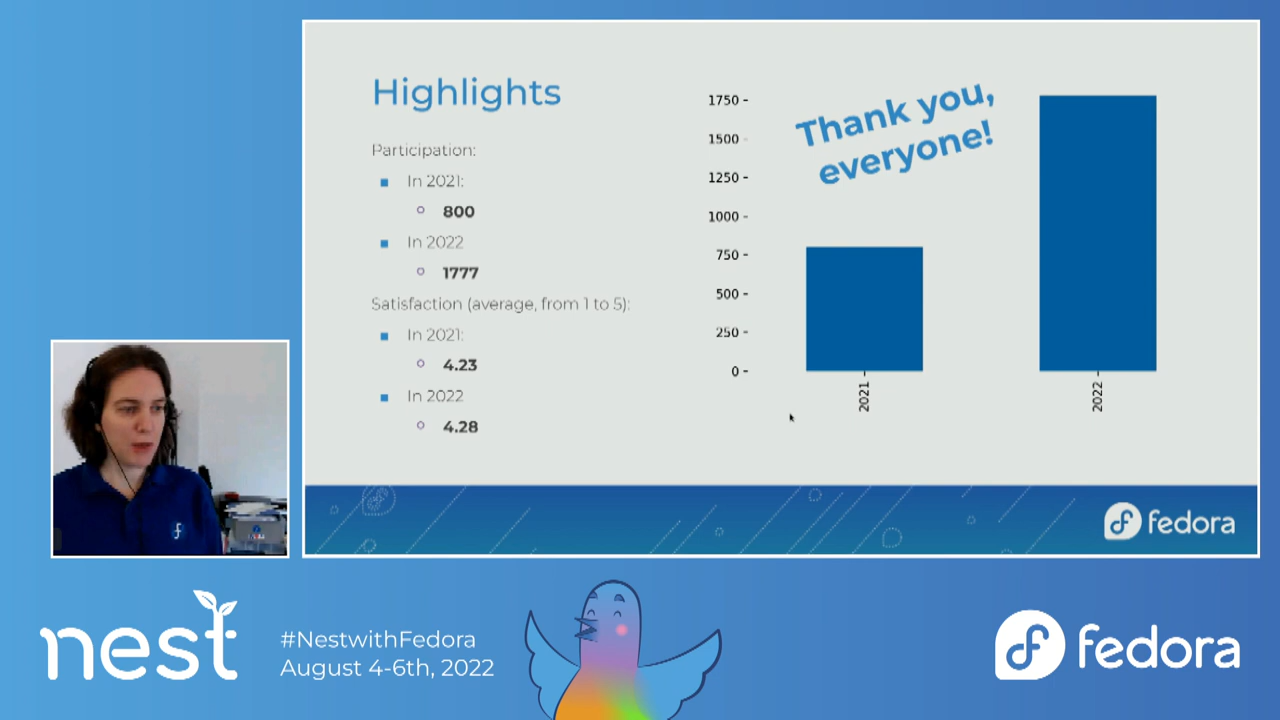 Highlights
Participation:
In 2021:
800
In 2022
1777
Satisfaction (average, from 1 to 5):
In 2021:
4.23
In 2022
4.28
Thank you,
everyone!
1750
1500
1250
1000
750
500
250
0
2021
2022
fedora
nest
#NestwithFedora
August 4-6th, 2022
fedora